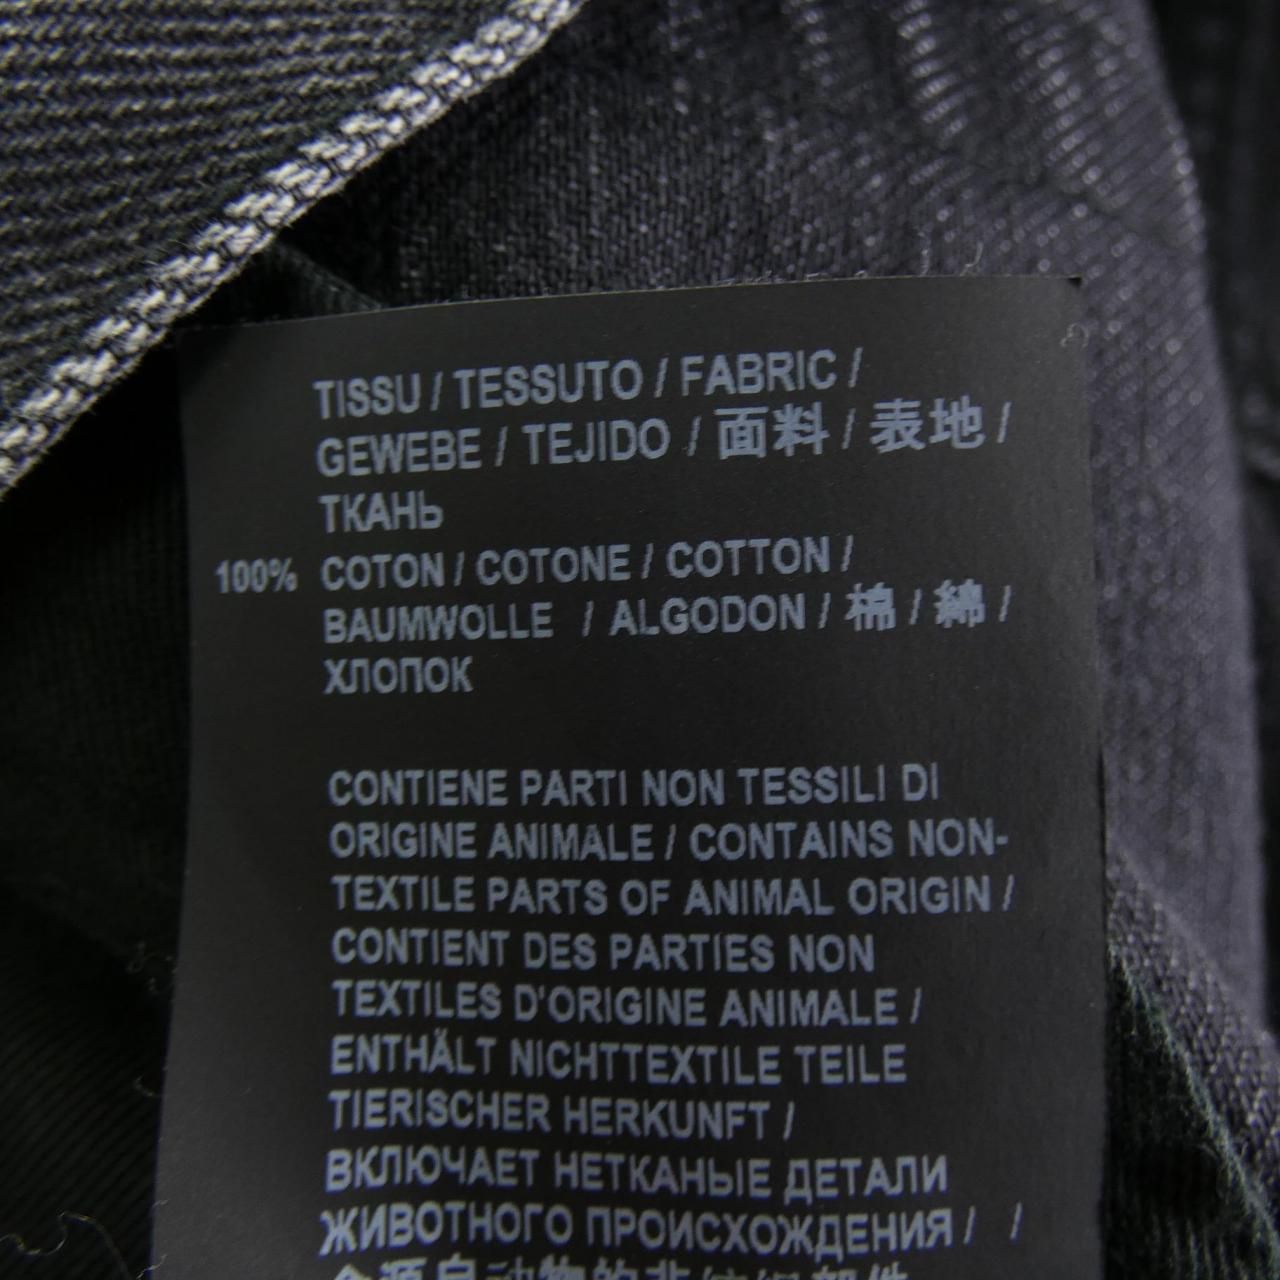 TISSU / TESSUTO / FABRIC /
GEWEBE / TEJIDO / 面料 / 表地 /
ТКАНЬ
100% COTON / COTONE / COTTON /
BAUMWOLLE / ALGODON / 棉 / 綿 /
ХЛОПОК
CONTIENE PARTI NON TESSILI DI
ORIGINE ANIMALE / CONTAINS NON-
TEXTILE PARTS OF ANIMAL ORIGIN /
CONTIENT DES PARTIES NON
TEXTILES D'ORIGINE ANIMALE /
ENTHÄLT NICHTTEXTILE TEILE
TIERISCHER HERKUNFT /
ВКЛЮЧАЕТ НЕТКАНЫЕ ДЕТАЛИ
ЖИВОТНОГО ПРОИСХОЖДЕНИЯ / /